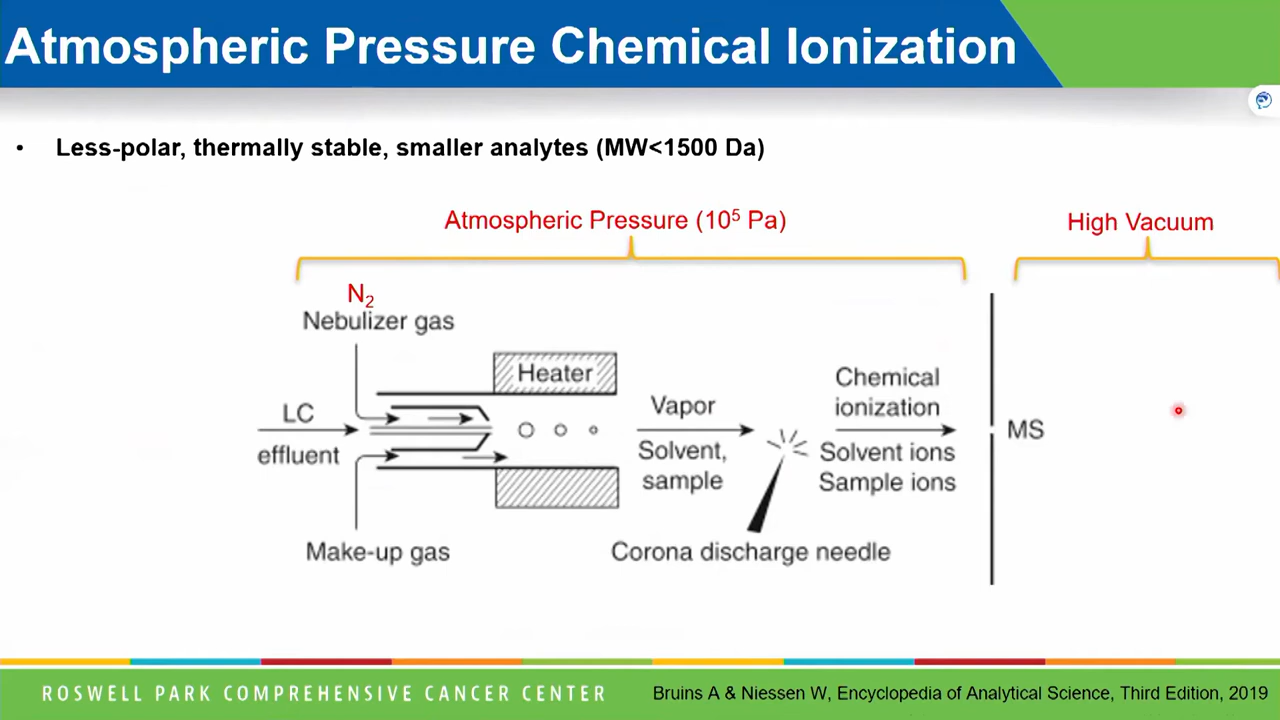 Atmospheric Pressure Chemical Ionization
• Less-polar, thermally stable, smaller analytes (MW<1500 Da)
Atmospheric Pressure (10⁵ Pa)
High Vacuum
N₂
Nebulizer gas
Heater
LC
effluent
Vapor
Solvent,
sample
Chemical
ionization
Solvent ions
Sample ions
MS
Make-up gas
Corona discharge needle
ROSWELL PARK COMPREHENSIVE CANCER CENTER
Bruins A & Niessen W, Encyclopedia of Analytical Science, Third Edition, 2019